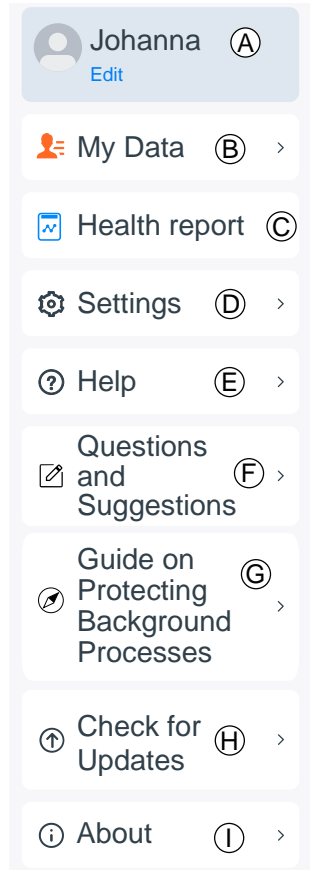 Johanna Ⓐ
Edit
My Data Ⓑ
Health report Ⓒ
Settings Ⓓ
Help Ⓔ
Questions
and Ⓕ
Suggestions
Guide on Ⓖ
Protecting
Background
Processes
Check for Ⓗ
Updates
About Ⓘ